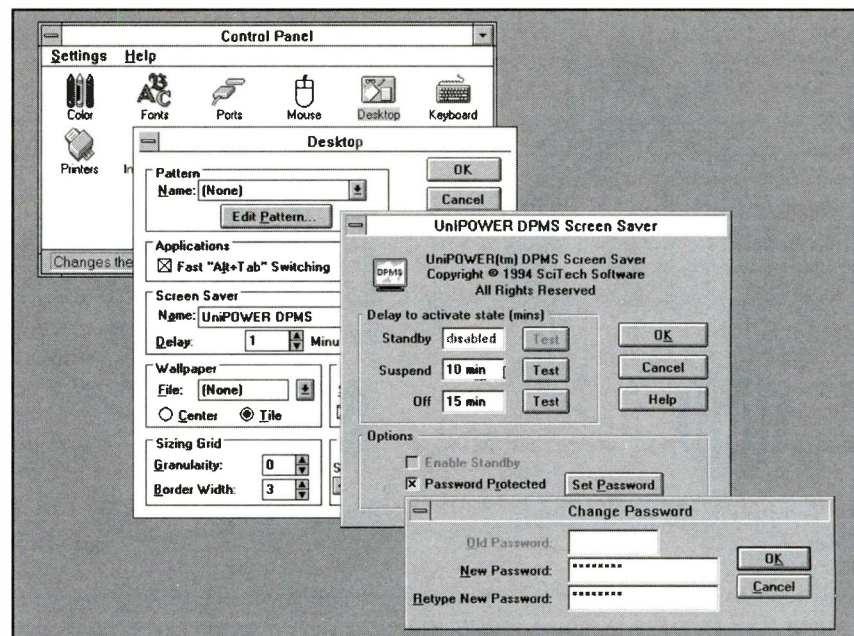 Control Panel
Settings Help
Color Fonts Ports Mouse Desktop Keyboard
Printers In
Changes the
Desktop
Pattern
Name: (None)
Edit Pattern...
OK
Cancel
Applications
Fast "Alt+Tab" Switching
Screen Saver
Name: UniPOWER DPMS
Delay: 1 Minu
Wallpaper
File: (None)
Center Tile
Sizing Grid
Granularity: 0
Border Width: 3
S
UniPOWER DPMS Screen Saver
DPMS
UniPOWER(tm) DPMS Screen Saver
Copyright © 1994 SciTech Software
All Rights Reserved
Delay to activate state (mins)
Standby disabled Test
Suspend 10 min Test
Off 15 min Test
OK
Cancel
Help
Options
Enable Standby
Password Protected Set Password
Change Password
Old Password:
New Password: ********
Retype New Password: ********
OK
Cancel